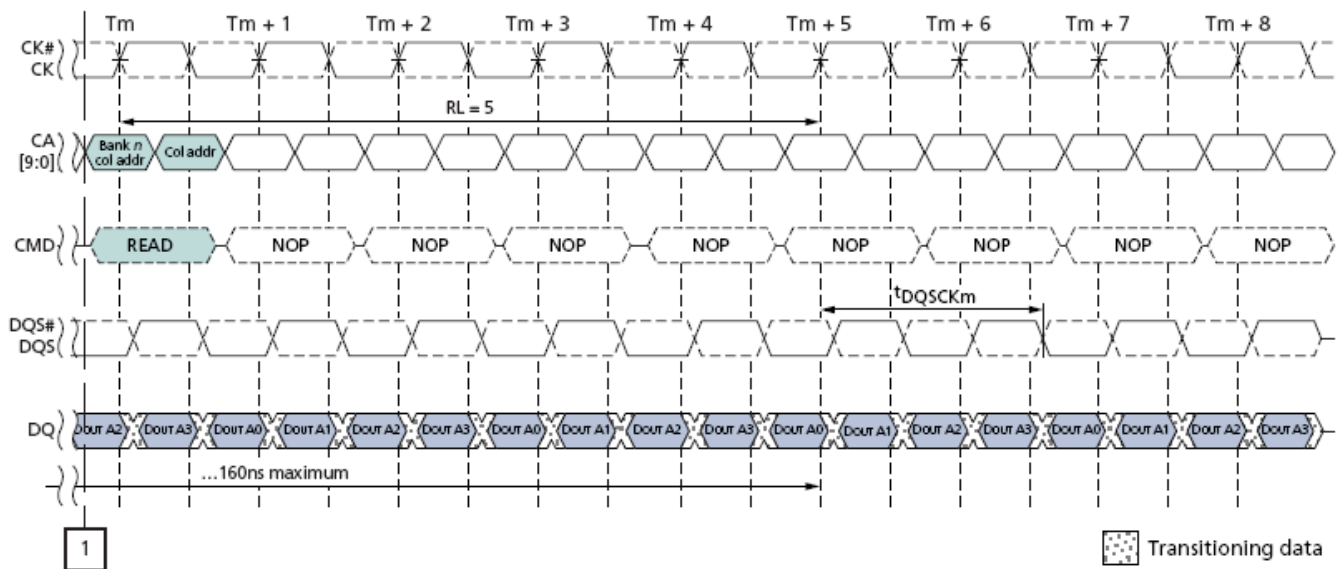 Tm Tm + 1 Tm + 2 Tm + 3 Tm + 4 Tm + 5 Tm + 6 Tm + 7 Tm + 8
CK#
CK
RL = 5
CA
[9:0]
Bank n
col addr
Col addr
CMD READ NOP NOP NOP NOP NOP NOP NOP NOP
tDQSCKm
DQS#
DQS
DQ DOUT A2 DOUT A3 DOUT A0 DOUT A1 DOUT A2 DOUT A3 DOUT A0 DOUT A1 DOUT A2 DOUT A3 DOUT A0 DOUT A1 DOUT A2 DOUT A3 DOUT A0 DOUT A1 DOUT A2 DOUT A3
...160ns maximum
1
Transitioning data